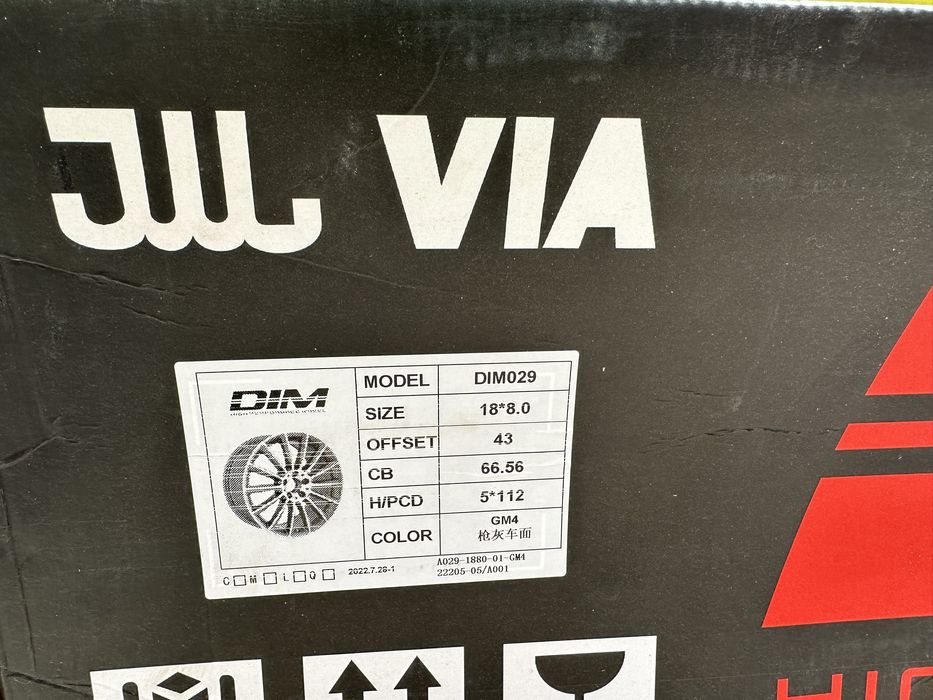 JWL VIA
DIM
MODEL DIM029
SIZE 18*8.0
OFFSET 43
CB 66.56
H/PCD 5*112
COLOR GM4
枪灰车面
C□ M□ L□ Q□ 2022.7.28-1 A029-1880-01-GM4
22205-05/A001